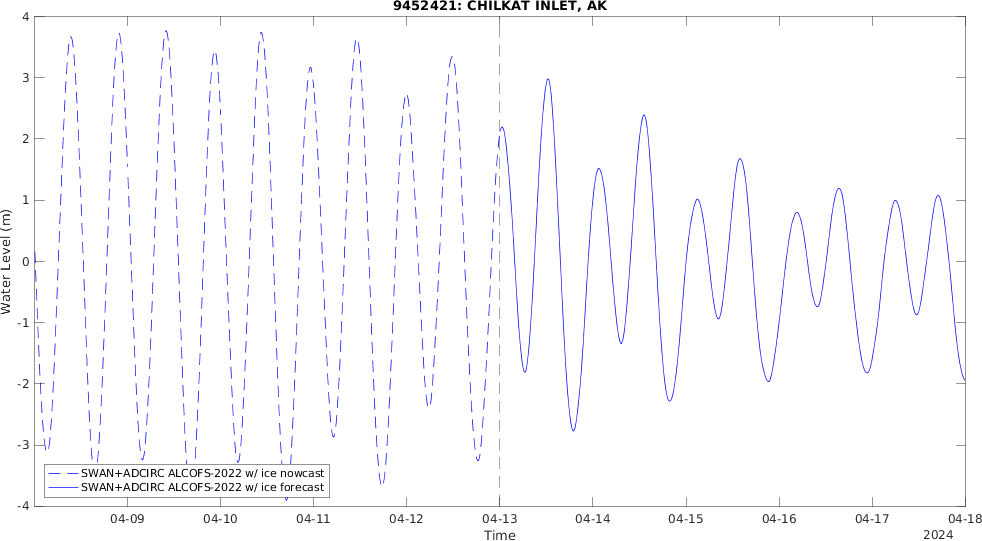 9452421: CHILKAT INLET, AK
4
3
2
1
0
-1
-2
-3
-4
Water Level (m)
SWAN+ADCIRC ALCOFS-2022 w/ ice nowcast
SWAN+ADCIRC ALCOFS-2022 w/ ice forecast
04-09 04-10 04-11 04-12 04-13 04-14 04-15 04-16 04-17 04-18
Time
2024